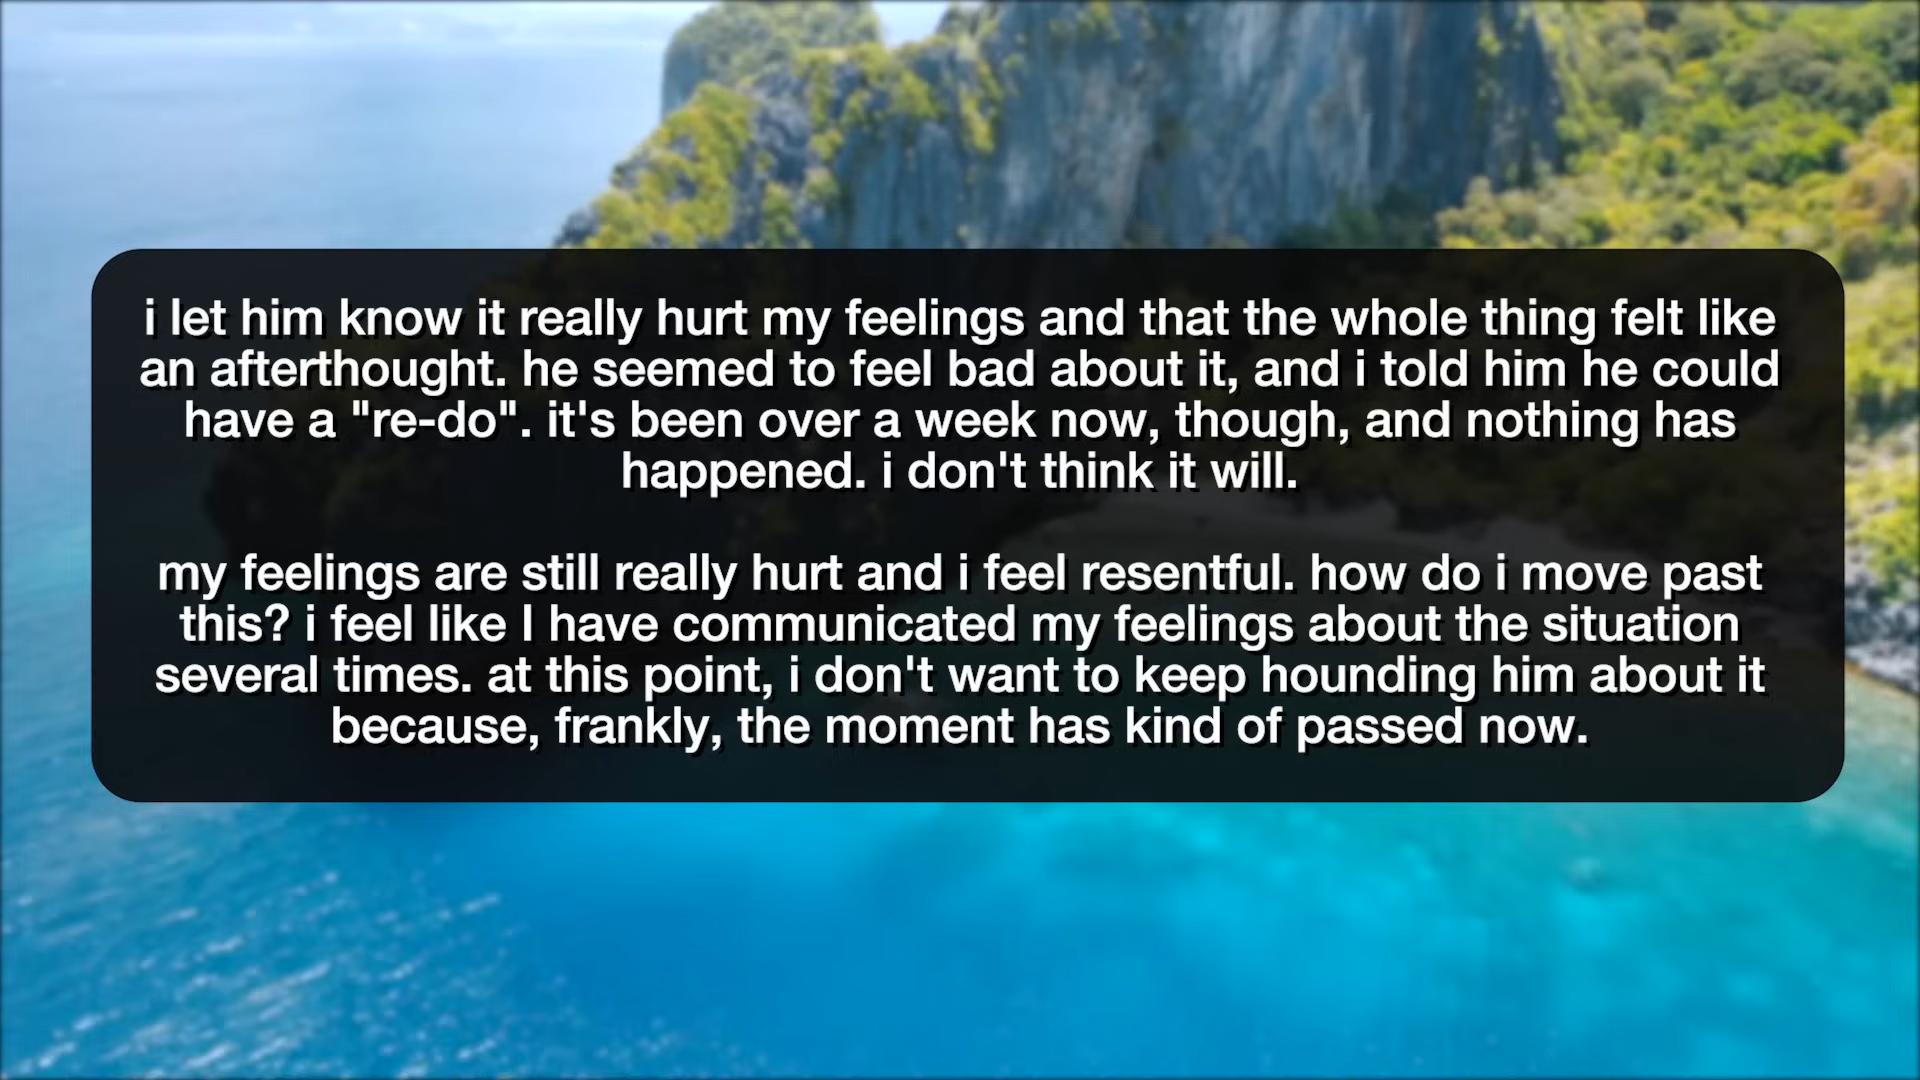 i let him know it really hurt my feelings and that the whole thing felt like
an afterthought. he seemed to feel bad about it, and i told him he could
have a "re-do". it's been over a week now, though, and nothing has
happened. i don't think it will.
my feelings are still really hurt and i feel resentful. how do i move past
this? i feel like I have communicated my feelings about the situation
several times. at this point, i don't want to keep hounding him about it
because, frankly, the moment has kind of passed now.